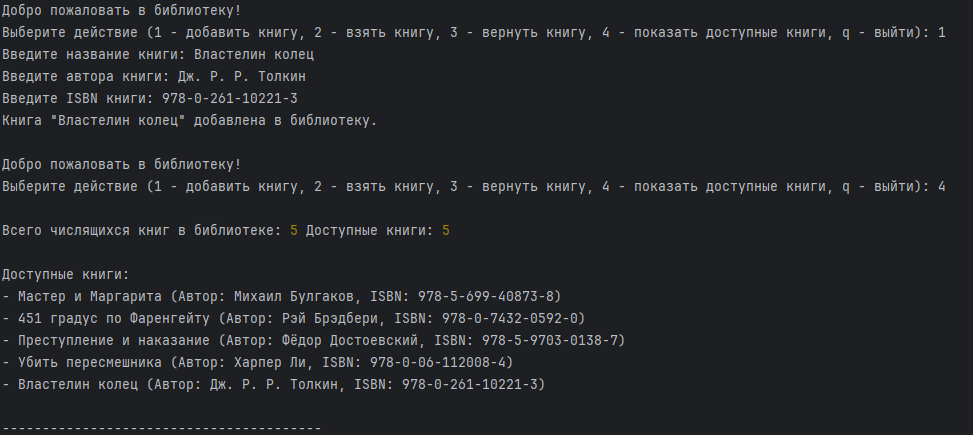 Добро пожаловать в библиотеку!
Выберите действие (1 - добавить книгу, 2 - взять книгу, 3 - вернуть книгу, 4 - показать доступные книги, q - выйти): 1
Введите название книги: Властелин колец
Введите автора книги: Дж. Р. Р. Толкин
Введите ISBN книги: 978-0-261-10221-3
Книга "Властелин колец" добавлена в библиотеку.
Добро пожаловать в библиотеку!
Выберите действие (1 - добавить книгу, 2 - взять книгу, 3 - вернуть книгу, 4 - показать доступные книги, q - выйти): 4
Всего числящихся книг в библиотеке: 5 Доступные книги: 5
Доступные книги:
- Мастер и Маргарита (Автор: Михаил Булгаков, ISBN: 978-5-699-40873-8)
- 451 градус по Фаренгейту (Автор: Рэй Брэдбери, ISBN: 978-0-7432-0592-0)
- Преступление и наказание (Автор: Фёдор Достоевский, ISBN: 978-5-9703-0138-7)
- Убить пересмешника (Автор: Харпер Ли, ISBN: 978-0-06-112008-4)
- Властелин колец (Автор: Дж. Р. Р. Толкин, ISBN: 978-0-261-10221-3)
----------------------------------------